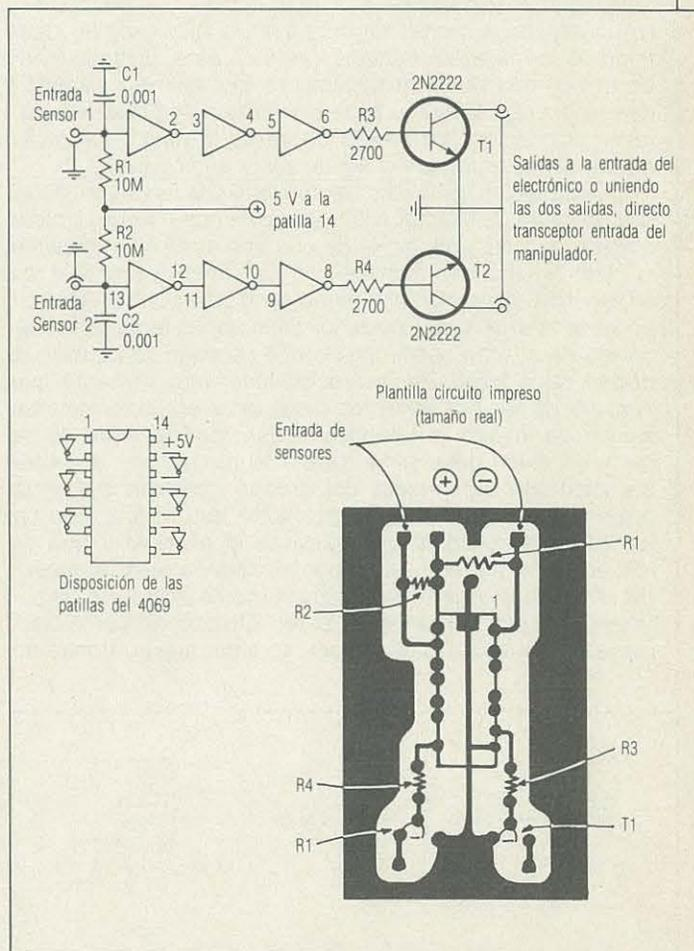 C1
0,001
Entrada
Sensor 1
2
3
4
5
6
R3
2700
2N2222
T1
R1
10M
5 V a la
patilla 14
Salidas a la entrada del
electrónico o uniendo
las dos salidas, directo
transceptor entrada del
manipulador.
R2
10M
Entrada
Sensor 2
13
12
11
10
9
8
R4
2700
T2
2N2222
C2
0,001
1
14
+5V
Disposición de las
patillas del 4069
Plantilla circuito impreso
(tamaño real)
Entrada de
sensores
+ −
R1
R2
1
R3
R4
R1
T1